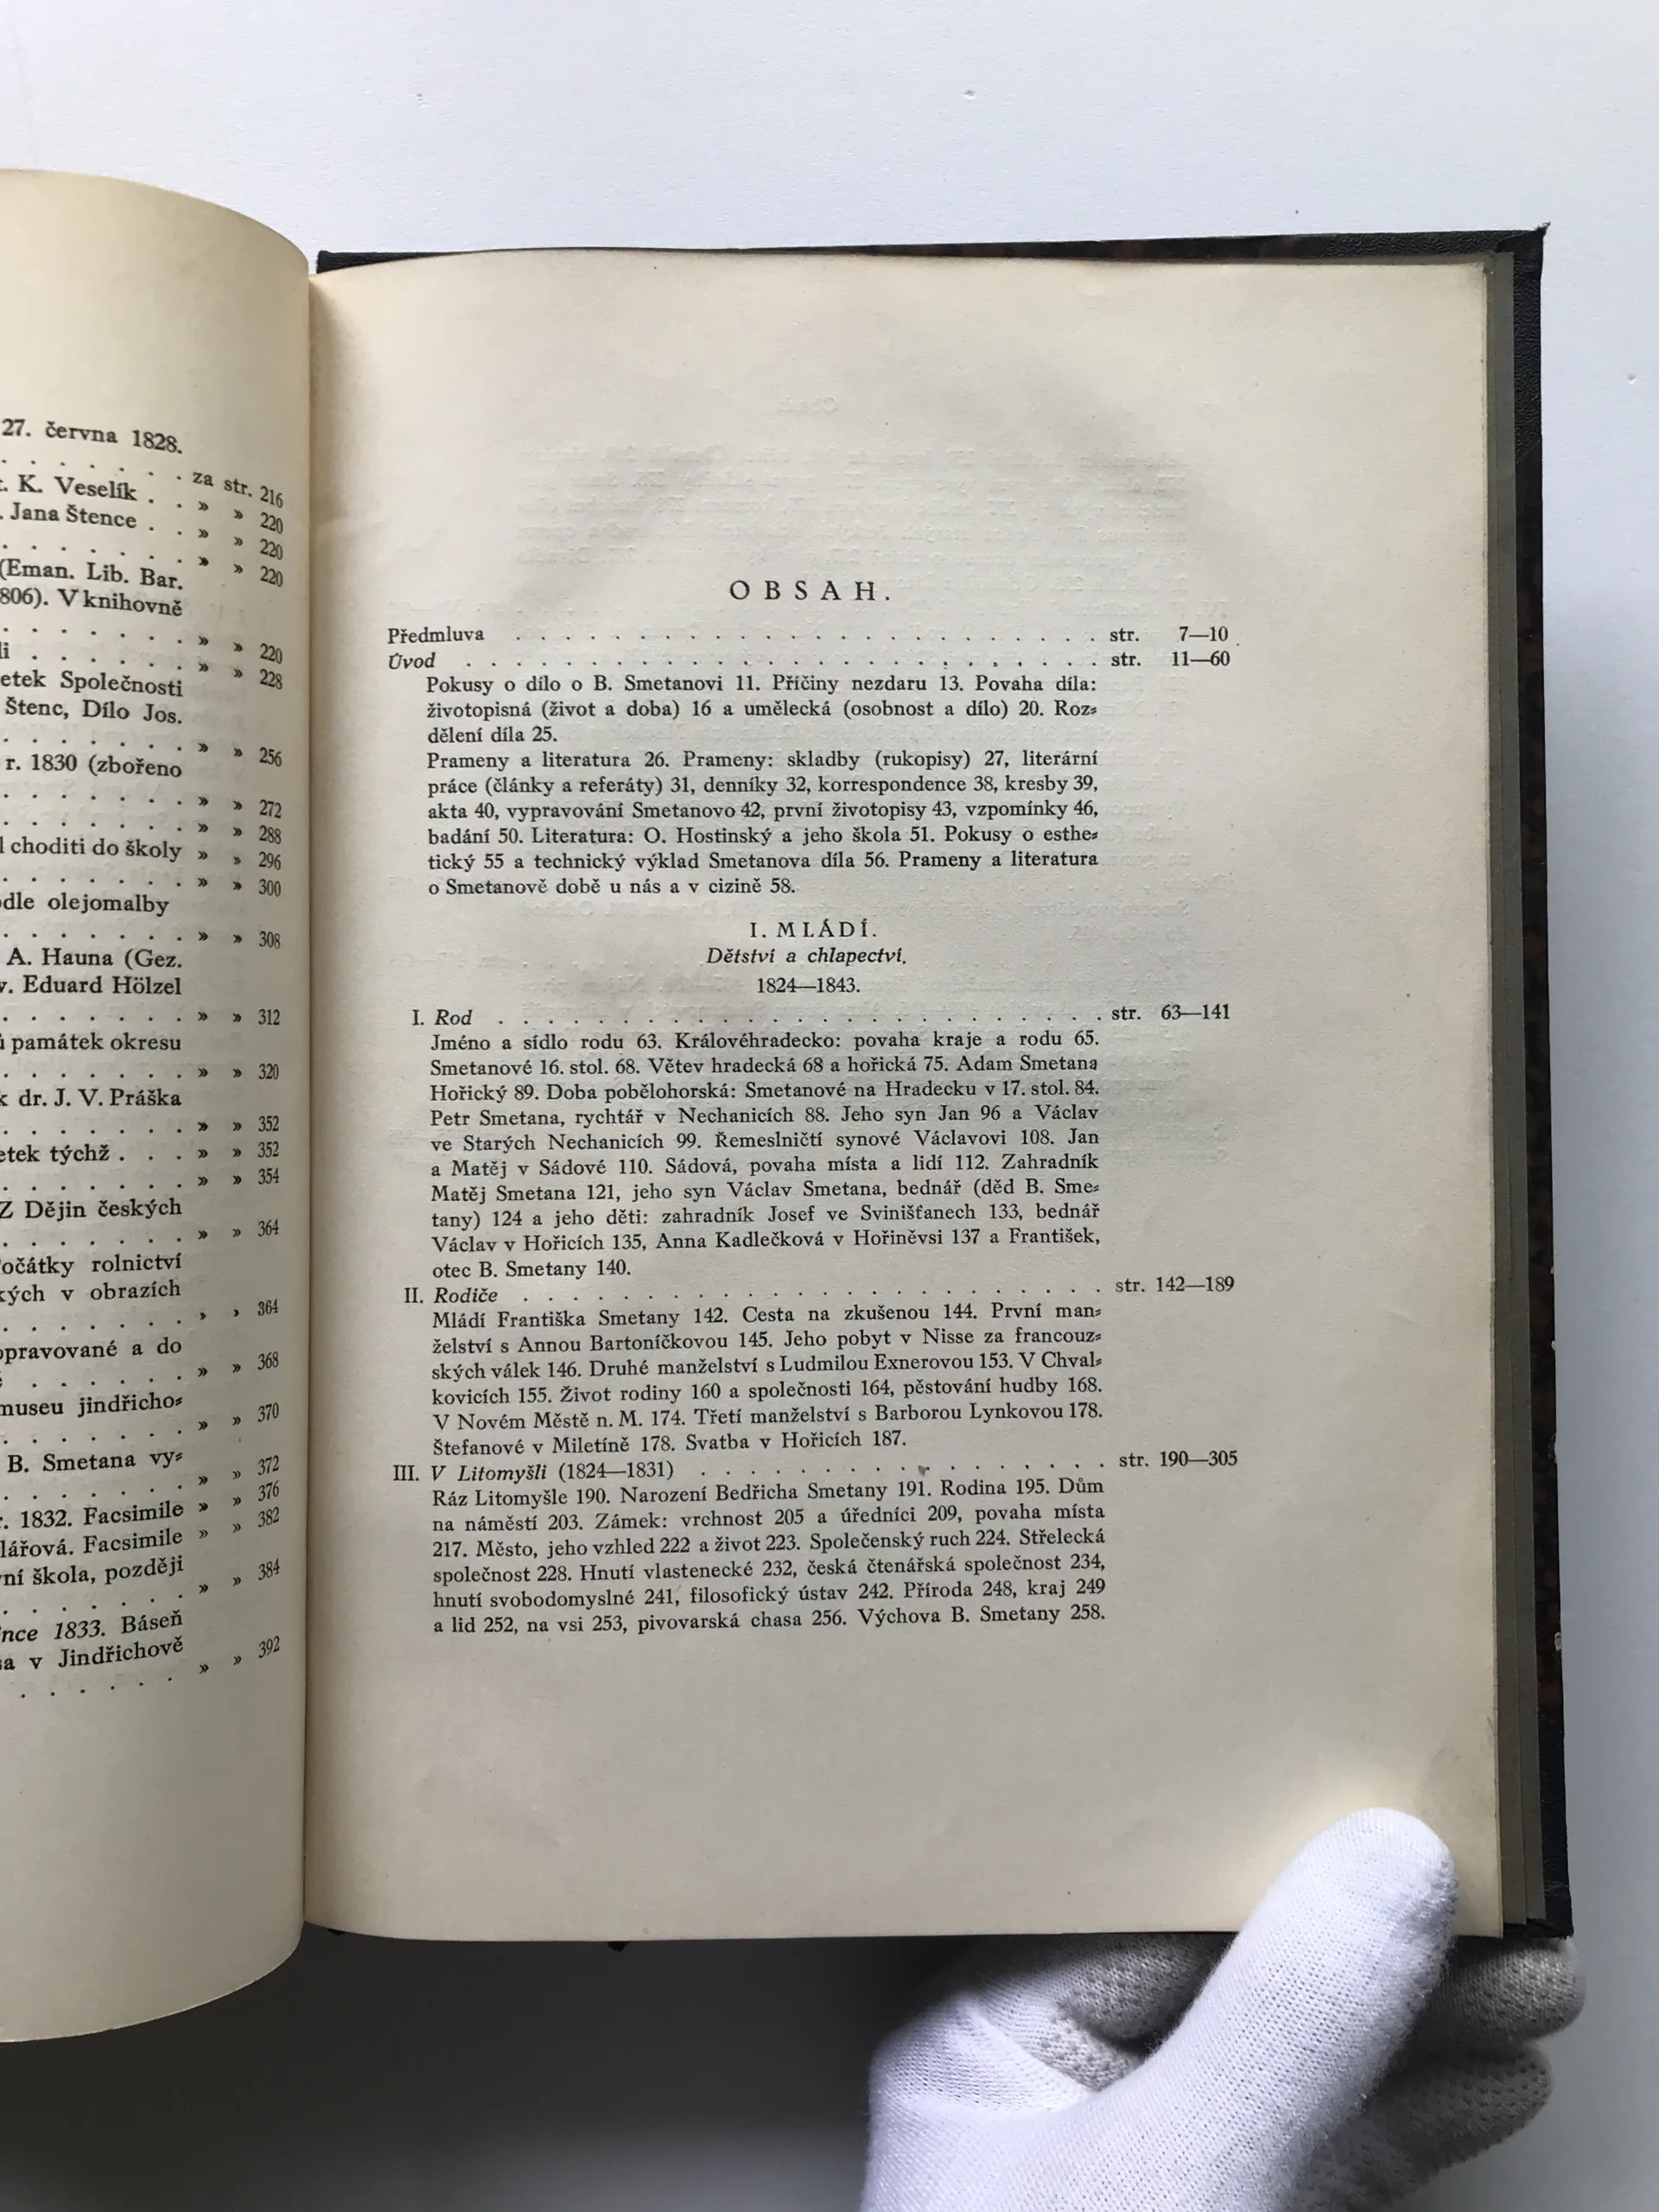 27. června 1828.
za str. 216
K. Veselík » » 220
Jana Štence » » 220
» » 220
(Eman. Lib. Bar.
806). V knihovně
» » 220
» » 228
etek Společnosti
Štenc, Dílo Jos.
» » 256
r. 1830 (zbořeno
» » 272
» » 288
choditi do školy » » 296
» » 300
dle olejomalby
» » 308
A. Hauna (Gez.
v. Eduard Hölzel
» » 312
památek okresu
» » 320
dr. J. V. Práška
» » 352
etek týchž . . . » » 352
» » 354
Z Dějin českých
» » 364
očátky rolnictví
kých v obrazích
› › 364
opravované a do
» » 368
museu jindřicho⸗
» » 370
B. Smetana vy⸗
» » 372
r. 1832. Facsimile » » 376
lářová. Facsimile » » 382
ní škola, později
» » 384
nce 1833. Báseň
a v Jindřichově
» » 392
OBSAH.
Předmluva . . . . . . . . . . . . . . . . . . . . . . . . . . . . str. 7—10
Úvod . . . . . . . . . . . . . . . . . . . . . . . . . . . . . . str. 11—60
Pokusy o dílo o B. Smetanovi 11. Příčiny nezdaru 13. Povaha díla:
životopisná (život a doba) 16 a umělecká (osobnost a dílo) 20. Roz⸗
dělení díla 25.
Prameny a literatura 26. Prameny: skladby (rukopisy) 27, literární
práce (články a referáty) 31, denníky 32, korrespondence 38, kresby 39,
akta 40, vypravování Smetanovo 42, první životopisy 43, vzpomínky 46,
badání 50. Literatura: O. Hostinský a jeho škola 51. Pokusy o esthe⸗
tický 55 a technický výklad Smetanova díla 56. Prameny a literatura
o Smetanově době u nás a v cizině 58.
I. MLÁDÍ.
Dětství a chlapectví.
1824—1843.
I. Rod . . . . . . . . . . . . . . . . . . . . . . . . . . . . . str. 63—141
Jméno a sídlo rodu 63. Královéhradecko: povaha kraje a rodu 65.
Smetanové 16. stol. 68. Větev hradecká 68 a hořická 75. Adam Smetana
Hořický 89. Doba pobělohorská: Smetanové na Hradecku v 17. stol. 84.
Petr Smetana, rychtář v Nechanicích 88. Jeho syn Jan 96 a Václav
ve Starých Nechanicích 99. Řemeslničtí synové Václavovi 108. Jan
a Matěj v Sádové 110. Sádová, povaha místa a lidí 112. Zahradník
Matěj Smetana 121, jeho syn Václav Smetana, bednář (děd B. Sme⸗
tany) 124 a jeho děti: zahradník Josef ve Svinišťanech 133, bednář
Václav v Hořicích 135, Anna Kadlečková v Hořiněvsi 137 a František,
otec B. Smetany 140.
II. Rodiče . . . . . . . . . . . . . . . . . . . . . . . . . . . . str. 142—189
Mládí Františka Smetany 142. Cesta na zkušenou 144. První man⸗
želství s Annou Bartoníčkovou 145. Jeho pobyt v Nisse za francouz⸗
ských válek 146. Druhé manželství s Ludmilou Exnerovou 153. V Chval⸗
kovicích 155. Život rodiny 160 a společnosti 164, pěstování hudby 168.
V Novém Městě n. M. 174. Třetí manželství s Barborou Lynkovou 178.
Štefanové v Miletíně 178. Svatba v Hořicích 187.
III. V Litomyšli (1824—1831) . . . . . . . . . . . . . . . . . . . . str. 190—305
Ráz Litomyšle 190. Narození Bedřicha Smetany 191. Rodina 195. Dům
na náměstí 203. Zámek: vrchnost 205 a úředníci 209, povaha místa
217. Město, jeho vzhled 222 a život 223. Společenský ruch 224. Střelecká
společnost 228. Hnutí vlastenecké 232, česká čtenářská společnost 234,
hnutí svobodomyslné 241, filosofický ústav 242. Příroda 248, kraj 249
a lid 252, na vsi 253, pivovarská chasa 256. Výchova B. Smetany 258.